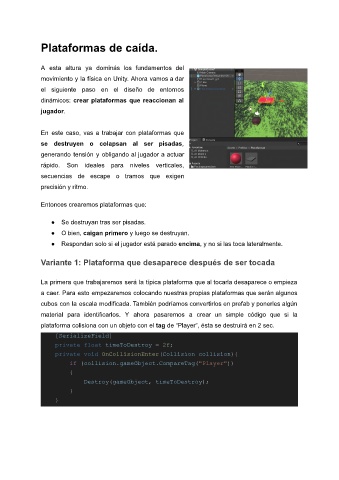 Plataformas de caída.
A esta altura ya dominás los fundamentos del
movimiento y la física en Unity. Ahora vamos a dar
el siguiente paso en el diseño de entornos
dinámicos: crear plataformas que reaccionan al
jugador.
En este caso, vas a trabajar con plataformas que
se destruyen o colapsan al ser pisadas,
generando tensión y obligando al jugador a actuar
rápido. Son ideales para niveles verticales,
secuencias de escape o tramos que exigen
precisión y ritmo.
Entonces crearemos plataformas que:
● Se destruyan tras ser pisadas.
● O bien, caigan primero y luego se destruyan.
● Respondan solo si el jugador está parado encima, y no si las toca lateralmente.
Variante 1: Plataforma que desaparece después de ser tocada
La primera que trabajaremos será la típica plataforma que al tocarla desaparece o empieza
a caer. Para esto empezaremos colocando nuestras propias plataformas que serán algunos
cubos con la escala modificada. También podríamos convertirlos en prefab y ponerles algún
material para identificarlos. Y ahora pasaremos a crear un simple código que si la
plataforma colisiona con un objeto con el tag de "Player", ésta se destruirá en 2 sec.
[SerializeField]
private float timeToDestroy = 2f;
private void OnCollisionEnter(Collision collision){
if (collision.gameObject.CompareTag("Player"))
{
Destroy(gameObject, timeToDestroy);
}
}